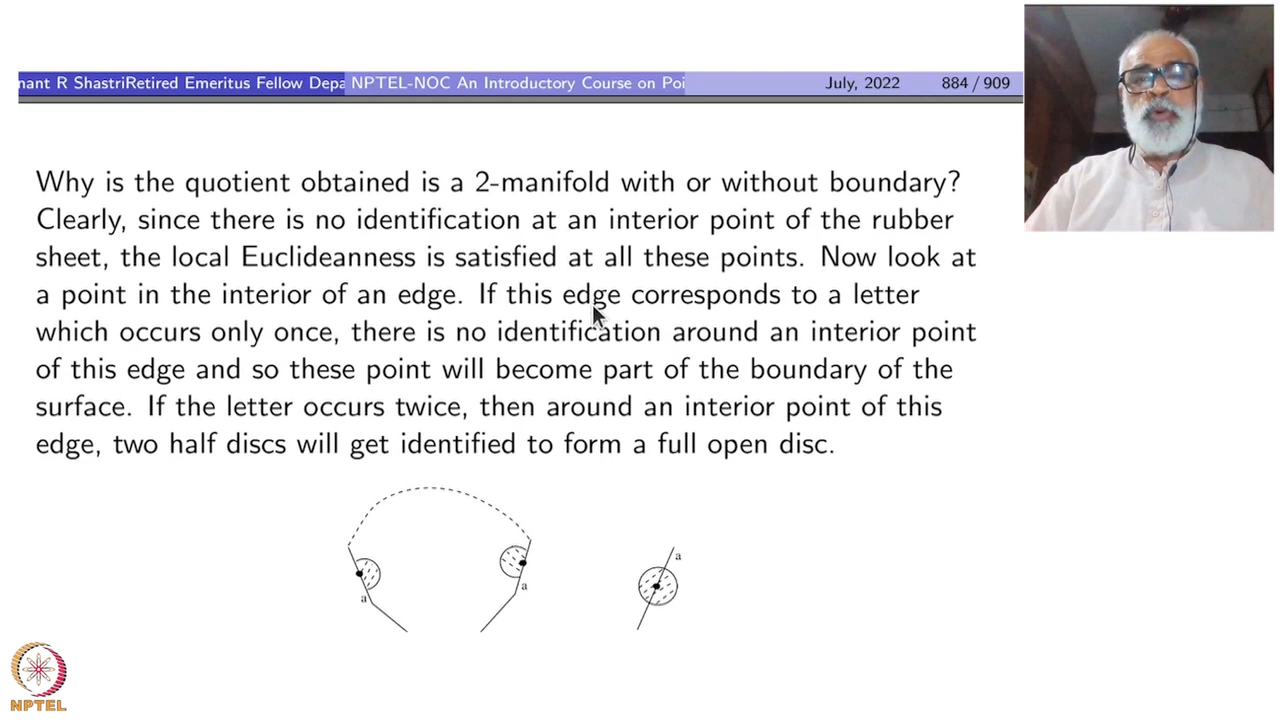 nant R ShastriRetired Emeritus Fellow Depa NPTEL-NOC An Introductory Course on Poi July, 2022 884 / 909
Why is the quotient obtained is a 2-manifold with or without boundary?
Clearly, since there is no identification at an interior point of the rubber
sheet, the local Euclideanness is satisfied at all these points. Now look at
a point in the interior of an edge. If this edge corresponds to a letter
which occurs only once, there is no identification around an interior point
of this edge and so these point will become part of the boundary of the
surface. If the letter occurs twice, then around an interior point of this
edge, two half discs will get identified to form a full open disc.
a a a
NPTEL